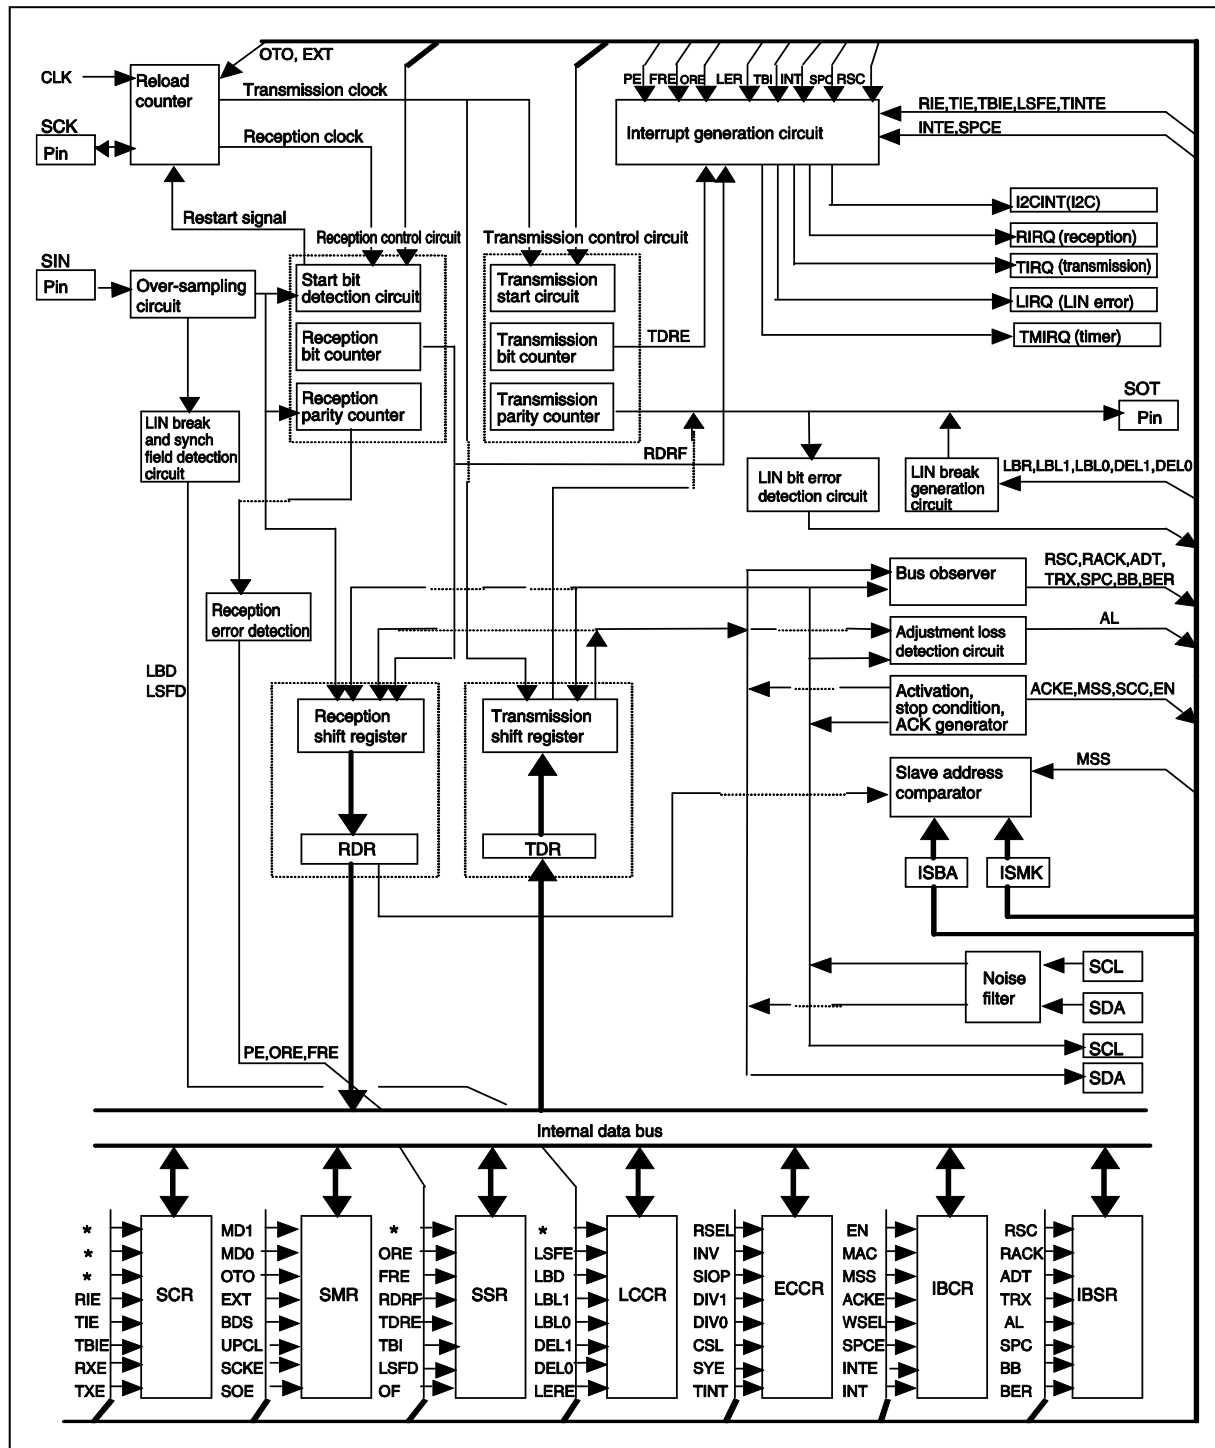 OTO, EXT
CLK
Reload
counter
Transmission clock
SCK
Pin
Reception clock
Restart signal
PE
FRE
ORE
LER
TBI
INT
SPC
RSC
Interrupt generation circuit
RIE,TIE,TBIE,LSFE,TINTE
INTE,SPCE
I2CINT(I2C)
RIRQ (reception)
TIRQ (transmission)
LIRQ (LIN error)
TMIRQ (timer)
Reception control circuit
Transmission control circuit
SIN
Pin
Over-sampling
circuit
Start bit
detection circuit
Reception
bit counter
Reception
parity counter
Transmission
start circuit
Transmission
bit counter
Transmission
parity counter
TDRE
RDRF
SOT
Pin
LIN break
and synch
field detection
circuit
LIN bit error
detection circuit
LIN break
generation
circuit
LBR,LBL1,LBL0,DEL1,DEL0
Reception
error detection
LBD
LSFD
Bus observer
RSC,RACK,ADT,
TRX,SPC,BB,BER
Adjustment loss
detection circuit
AL
Activation,
stop condition,
ACK generator
ACKE,MSS,SCC,EN
Reception
shift register
Transmission
shift register
Slave address
comparator
MSS
RDR
TDR
ISBA
ISMK
Noise
filter
SCL
SDA
SCL
SDA
PE,ORE,FRE
Internal data bus
*
*
*
RIE
TIE
TBIE
RXE
TXE
SCR
MD1
MD0
OTO
EXT
BDS
UPCL
SCKE
SOE
SMR
*
ORE
FRE
RDRF
TDRE
TBI
LSFD
OF
SSR
*
LSFE
LBD
LBL1
LBL0
DEL1
DEL0
LERE
LCCR
RSEL
INV
SIOP
DIV1
DIV0
CSL
SYE
TINT
ECCR
EN
MAC
MSS
ACKE
WSEL
SPCE
INTE
INT
IBCR
RSC
RACK
ADT
TRX
AL
SPC
BB
BER
IBSR